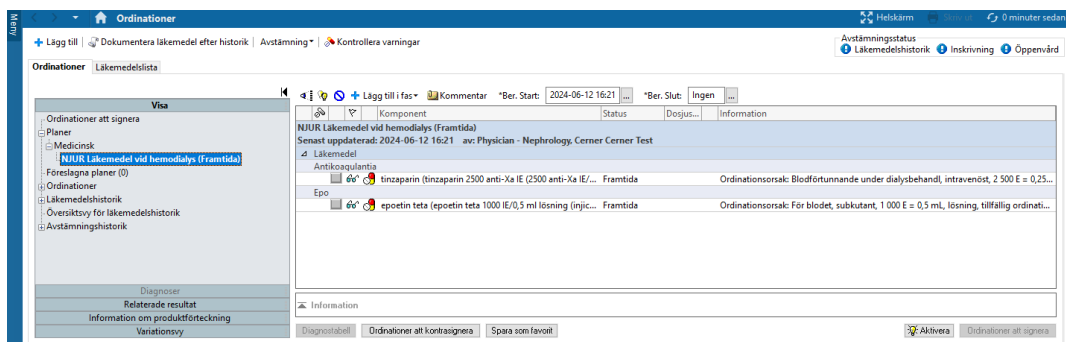 Meny
Ordinationer
Helskärm
Skriv ut
0 minuter sedan
Lägg till
Dokumentera läkemedel efter historik
Avstämning
Kontrollera varningar
Avstämningsstatus
Läkemedelshistorik
Inskrivning
Öppenvård
Ordinationer
Läkemedelslista
Visa
Ordinationer att signera
Planer
Medicinsk
NJUR Läkemedel vid hemodialys (Framtida)
Föreslagna planer (0)
Ordinationer
Läkemedelshistorik
Översiktsvy för läkemedelshistorik
Avstämningshistorik
Diagnoser
Relaterade resultat
Information om produktförteckning
Variationsvy
Lägg till i fas
Kommentar
*Ber. Start:
2024-06-12 16:21
...
*Ber. Slut:
Ingen
...
Komponent
Status
Dosjus...
Information
NJUR Läkemedel vid hemodialys (Framtida)
Senast uppdaterad: 2024-06-12 16:21 av: Physician - Nephrology, Cerner Cerner Test
Läkemedel
Antikoagulantia
tinzaparin (tinzaparin 2500 anti-Xa IE (2500 anti-Xa IE/...
Framtida
Ordinationsorsak: Blodförtunnande under dialysbehandl, intravenöst, 2 500 E = 0,25...
Epo
epoetin teta (epoetin teta 1000 IE/0,5 ml lösning (injic...
Framtida
Ordinationsorsak: För blodet, subkutant, 1 000 E = 0,5 mL, lösning, tillfällig ordinati...
Information
Diagnostabell
Ordinationer att kontrasignera
Spara som favorit
Aktivera
Ordinationer att signera